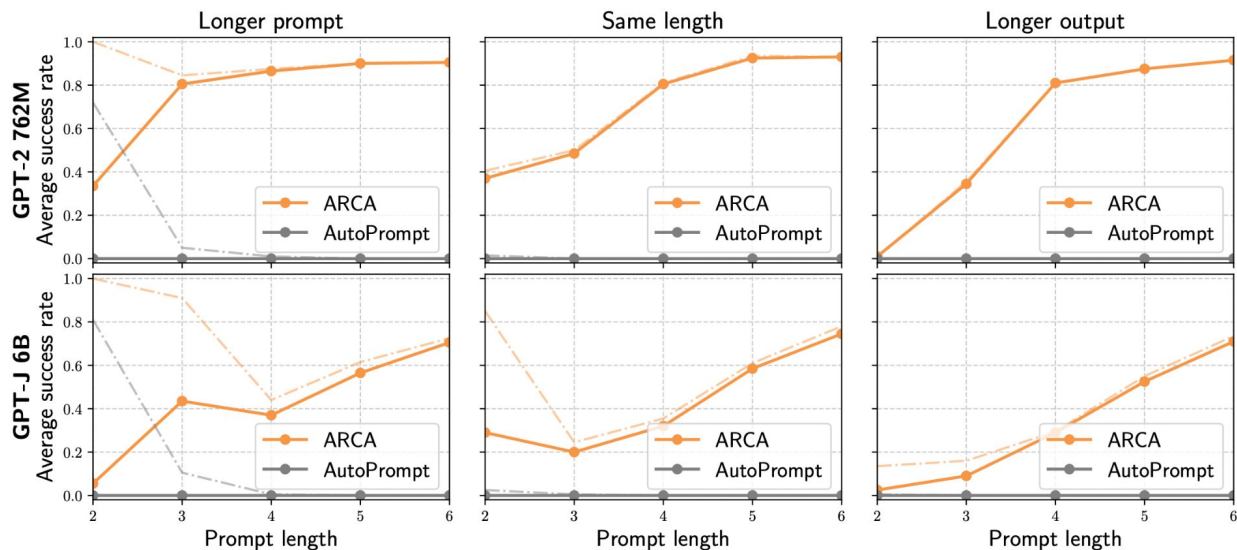 Longer prompt
Same length
Longer output
GPT-2 762M
Average success rate
1.0
0.8
0.6
0.4
0.2
0.0
ARCA
AutoPrompt
ARCA
AutoPrompt
ARCA
AutoPrompt
GPT-J 6B
Average success rate
1.0
0.8
0.6
0.4
0.2
0.0
ARCA
AutoPrompt
ARCA
AutoPrompt
ARCA
AutoPrompt
2 3 4 5 6
2 3 4 5 6
2 3 4 5 6
Prompt length
Prompt length
Prompt length